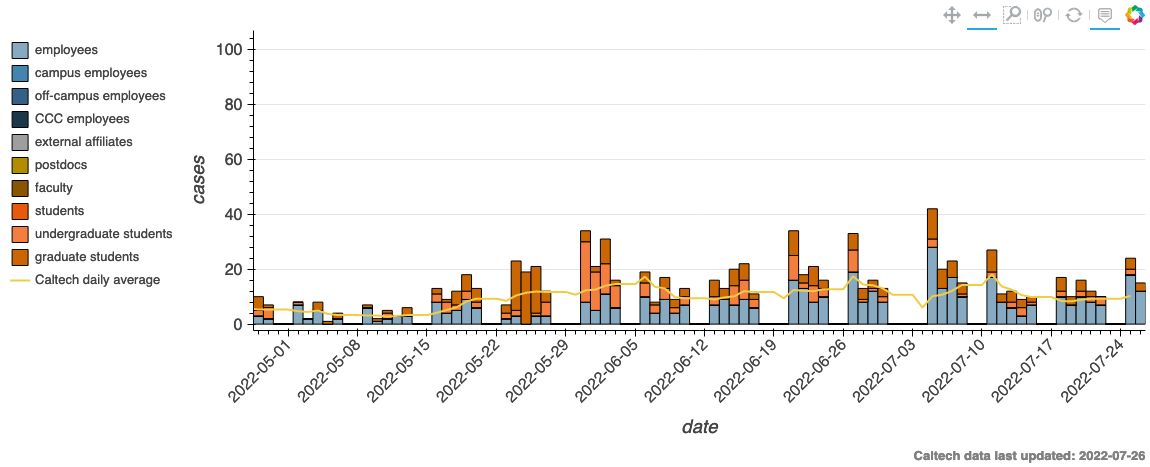 employees
campus employees
off-campus employees
CCC employees
external affiliates
postdocs
faculty
students
undergraduate students
graduate students
Caltech daily average
cases
100
80
60
40
20
0
2022-05-01
2022-05-08
2022-05-15
2022-05-22
2022-05-29
2022-06-05
2022-06-12
2022-06-19
2022-06-26
2022-07-03
2022-07-10
2022-07-17
2022-07-24
date
Caltech data last updated: 2022-07-26